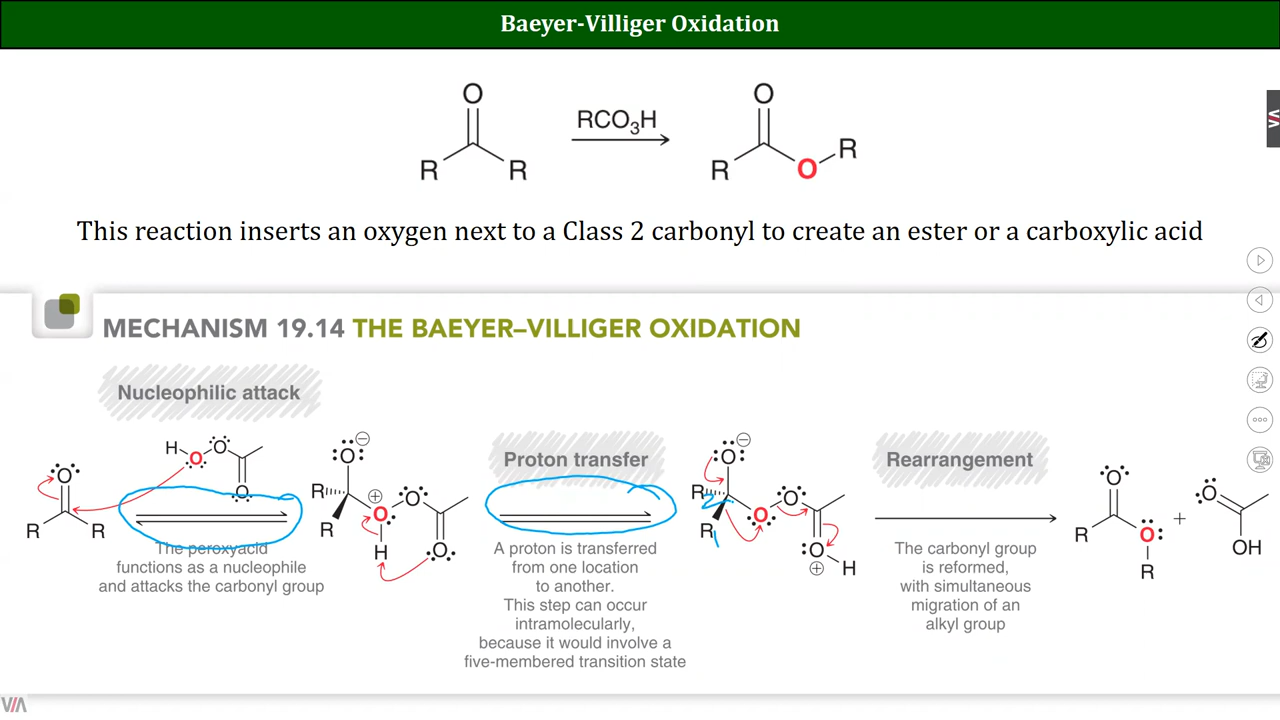 Baeyer-Villiger Oxidation
O
R
R
RCO₃H
O
R
O
R
This reaction inserts an oxygen next to a Class 2 carbonyl to create an ester or a carboxylic acid
MECHANISM 19.14 THE BAEYER–VILLIGER OXIDATION
Nucleophilic attack
Proton transfer
Rearrangement
O
R
R
H
O
O
O
The peroxyacid
functions as a nucleophile
and attacks the carbonyl group
O
R
R
O
H
O
O
A proton is transferred
from one location
to another.
This step can occur
intramolecularly,
because it would involve a
five-membered transition state
O
R
2
R
1
O
O
O
H
The carbonyl group
is reformed,
with simultaneous
migration of an
alkyl group
O
R
O
R
+
O
OH
VIA